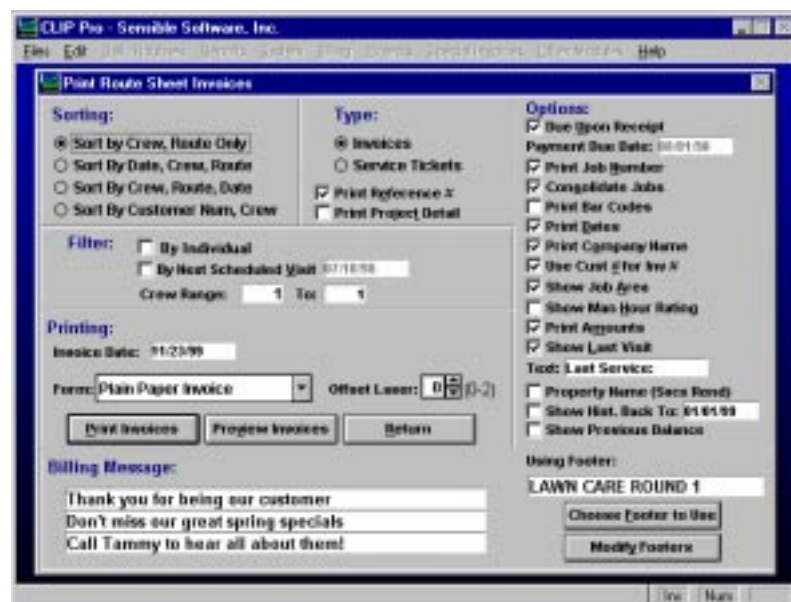 CLIP Pro - Sensible Software, Inc.
Files Edit Help
Print Route Sheet Invoices
Sorting:
Sort by Crew, Route Only
Sort By Date, Crew, Route
Sort By Crew, Route, Date
Sort By Customer Num, Crew
Type:
Invoices
Service Tickets
Print Reference #
Print Project Detail
Filter:
By Individual
By Next Scheduled Visit
Crew Range: 1 To: 1
Printing:
Invoice Date: 01/23/99
Form: Plain Paper Invoice
Offset Laser: 0 (0-2)
Print Invoices
Preview Invoices
Return
Billing Message:
Thank you for being our customer
Don't miss our great spring specials
Call Tammy to hear all about them!
Options:
Due Upon Receipt
Payment Due Date:
Print Job Number
Consolidate Jobs
Print Bar Codes
Print Dates
Print Company Name
Use Cust # for Inv #
Show Job Area
Show Man Hour Rating
Print Amounts
Show Last Visit
Text: Last Service:
Property Name (Secs Rend)
Show Hist. Back To: 01/01/99
Show Previous Balance
Using Footer:
LAWN CARE ROUND 1
Choose Footer to Use
Modify Footers
Ins Num